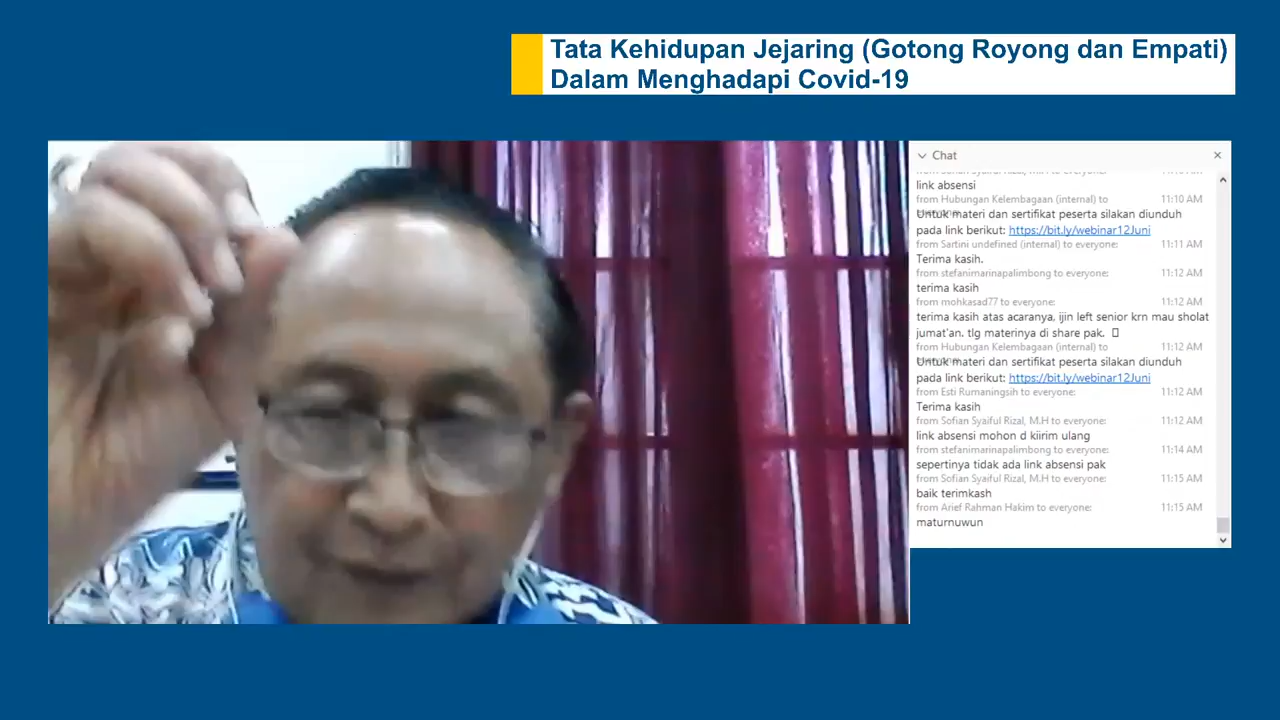 Tata Kehidupan Jejaring (Gotong Royong dan Empati)
Dalam Menghadapi Covid-19
Chat
link absensi
from Hubungan Kelembagaan (internal) to 11:10 AM
Untuk materi dan sertifikat peserta silakan diunduh
pada link berikut: https://bit.ly/webinar12Juni
from Sartini undefined (internal) to everyone: 11:11 AM
Terima kasih.
from stefanimarinapalimbong to everyone: 11:12 AM
terima kasih
from mohkasad77 to everyone: 11:12 AM
terima kasih atas acaranya, ijin left senior krn mau sholat
jumat'an. tlg materinya di share pak.
from Hubungan Kelembagaan (internal) to 11:12 AM
Untuk materi dan sertifikat peserta silakan diunduh
pada link berikut: https://bit.ly/webinar12Juni
from Esti Rumaningsih to everyone: 11:12 AM
Terima kasih
from Sofian Syaiful Rizal, M.H to everyone: 11:12 AM
link absensi mohon d kiirim ulang
from stefanimarinapalimbong to everyone: 11:14 AM
sepertinya tidak ada link absensi pak
from Sofian Syaiful Rizal, M.H to everyone: 11:15 AM
baik terimkash
from Arief Rahman Hakim to everyone: 11:15 AM
maturnuwun